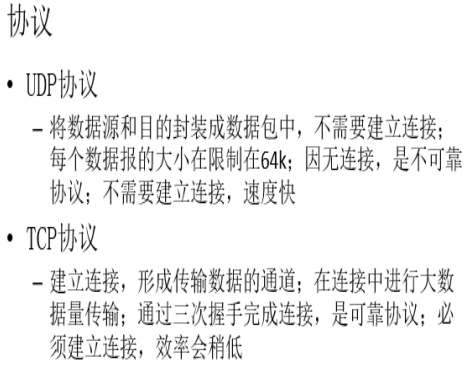 协议
• UDP协议
– 将数据源和目的封装成数据包中，不需要建立连接；
每个数据报的大小在限制在64k；因无连接，是不可靠
协议；不需要建立连接，速度快
• TCP协议
– 建立连接，形成传输数据的通道；在连接中进行大数
据量传输；通过三次握手完成连接，是可靠协议；必
须建立连接，效率会稍低